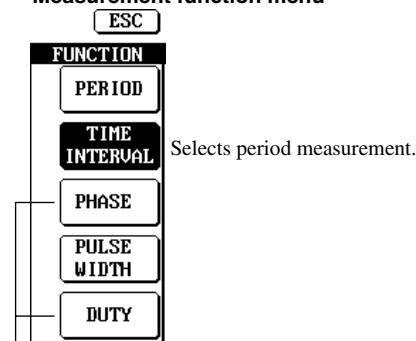 Measurement function menu
ESC
FUNCTION
PERIOD
TIME
INTERVAL
Selects period measurement.
PHASE
PULSE
WIDTH
DUTY